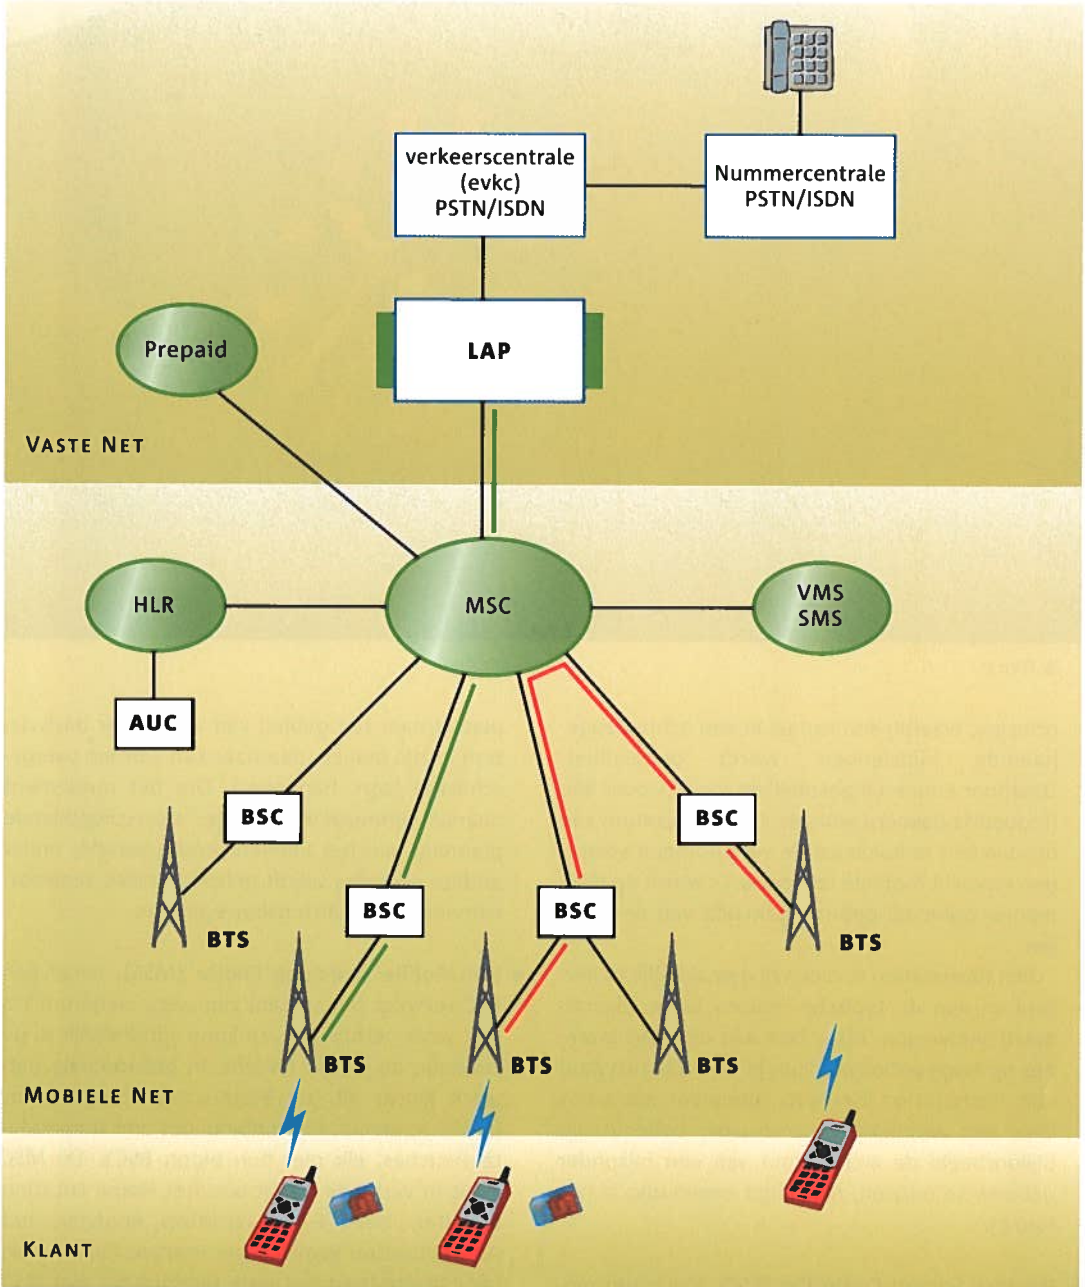 verkeerscentrale
(evkc)
PSTN/ISDN
Nummercentrale
PSTN/ISDN
Prepaid
LAP
VASTE NET
HLR
MSC
VMS
SMS
AUC
BSC
BSC
BSC
BSC
BTS
BTS
BTS
BTS
BTS
MOBIELE NET
KLANT